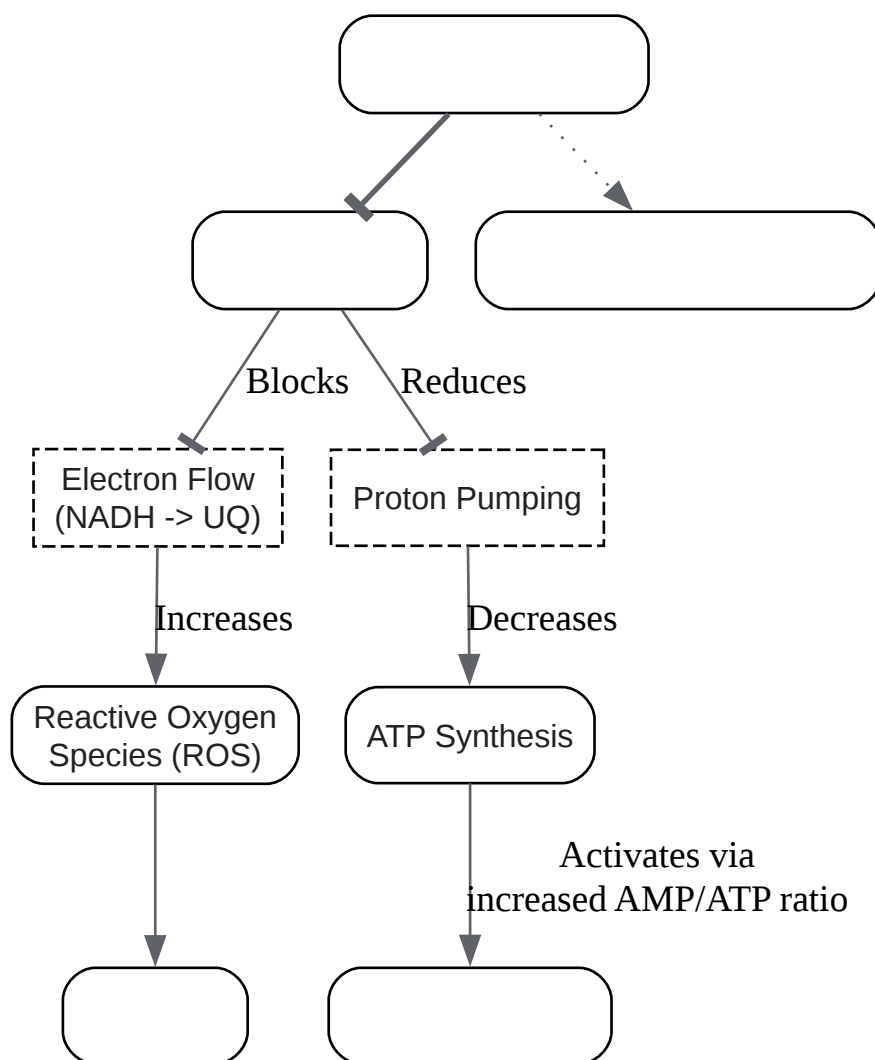 Blocks
Reduces
Electron Flow
(NADH -> UQ)
Proton Pumping
Increases
Decreases
Reactive Oxygen
Species (ROS)
ATP Synthesis
Activates via
increased AMP/ATP ratio